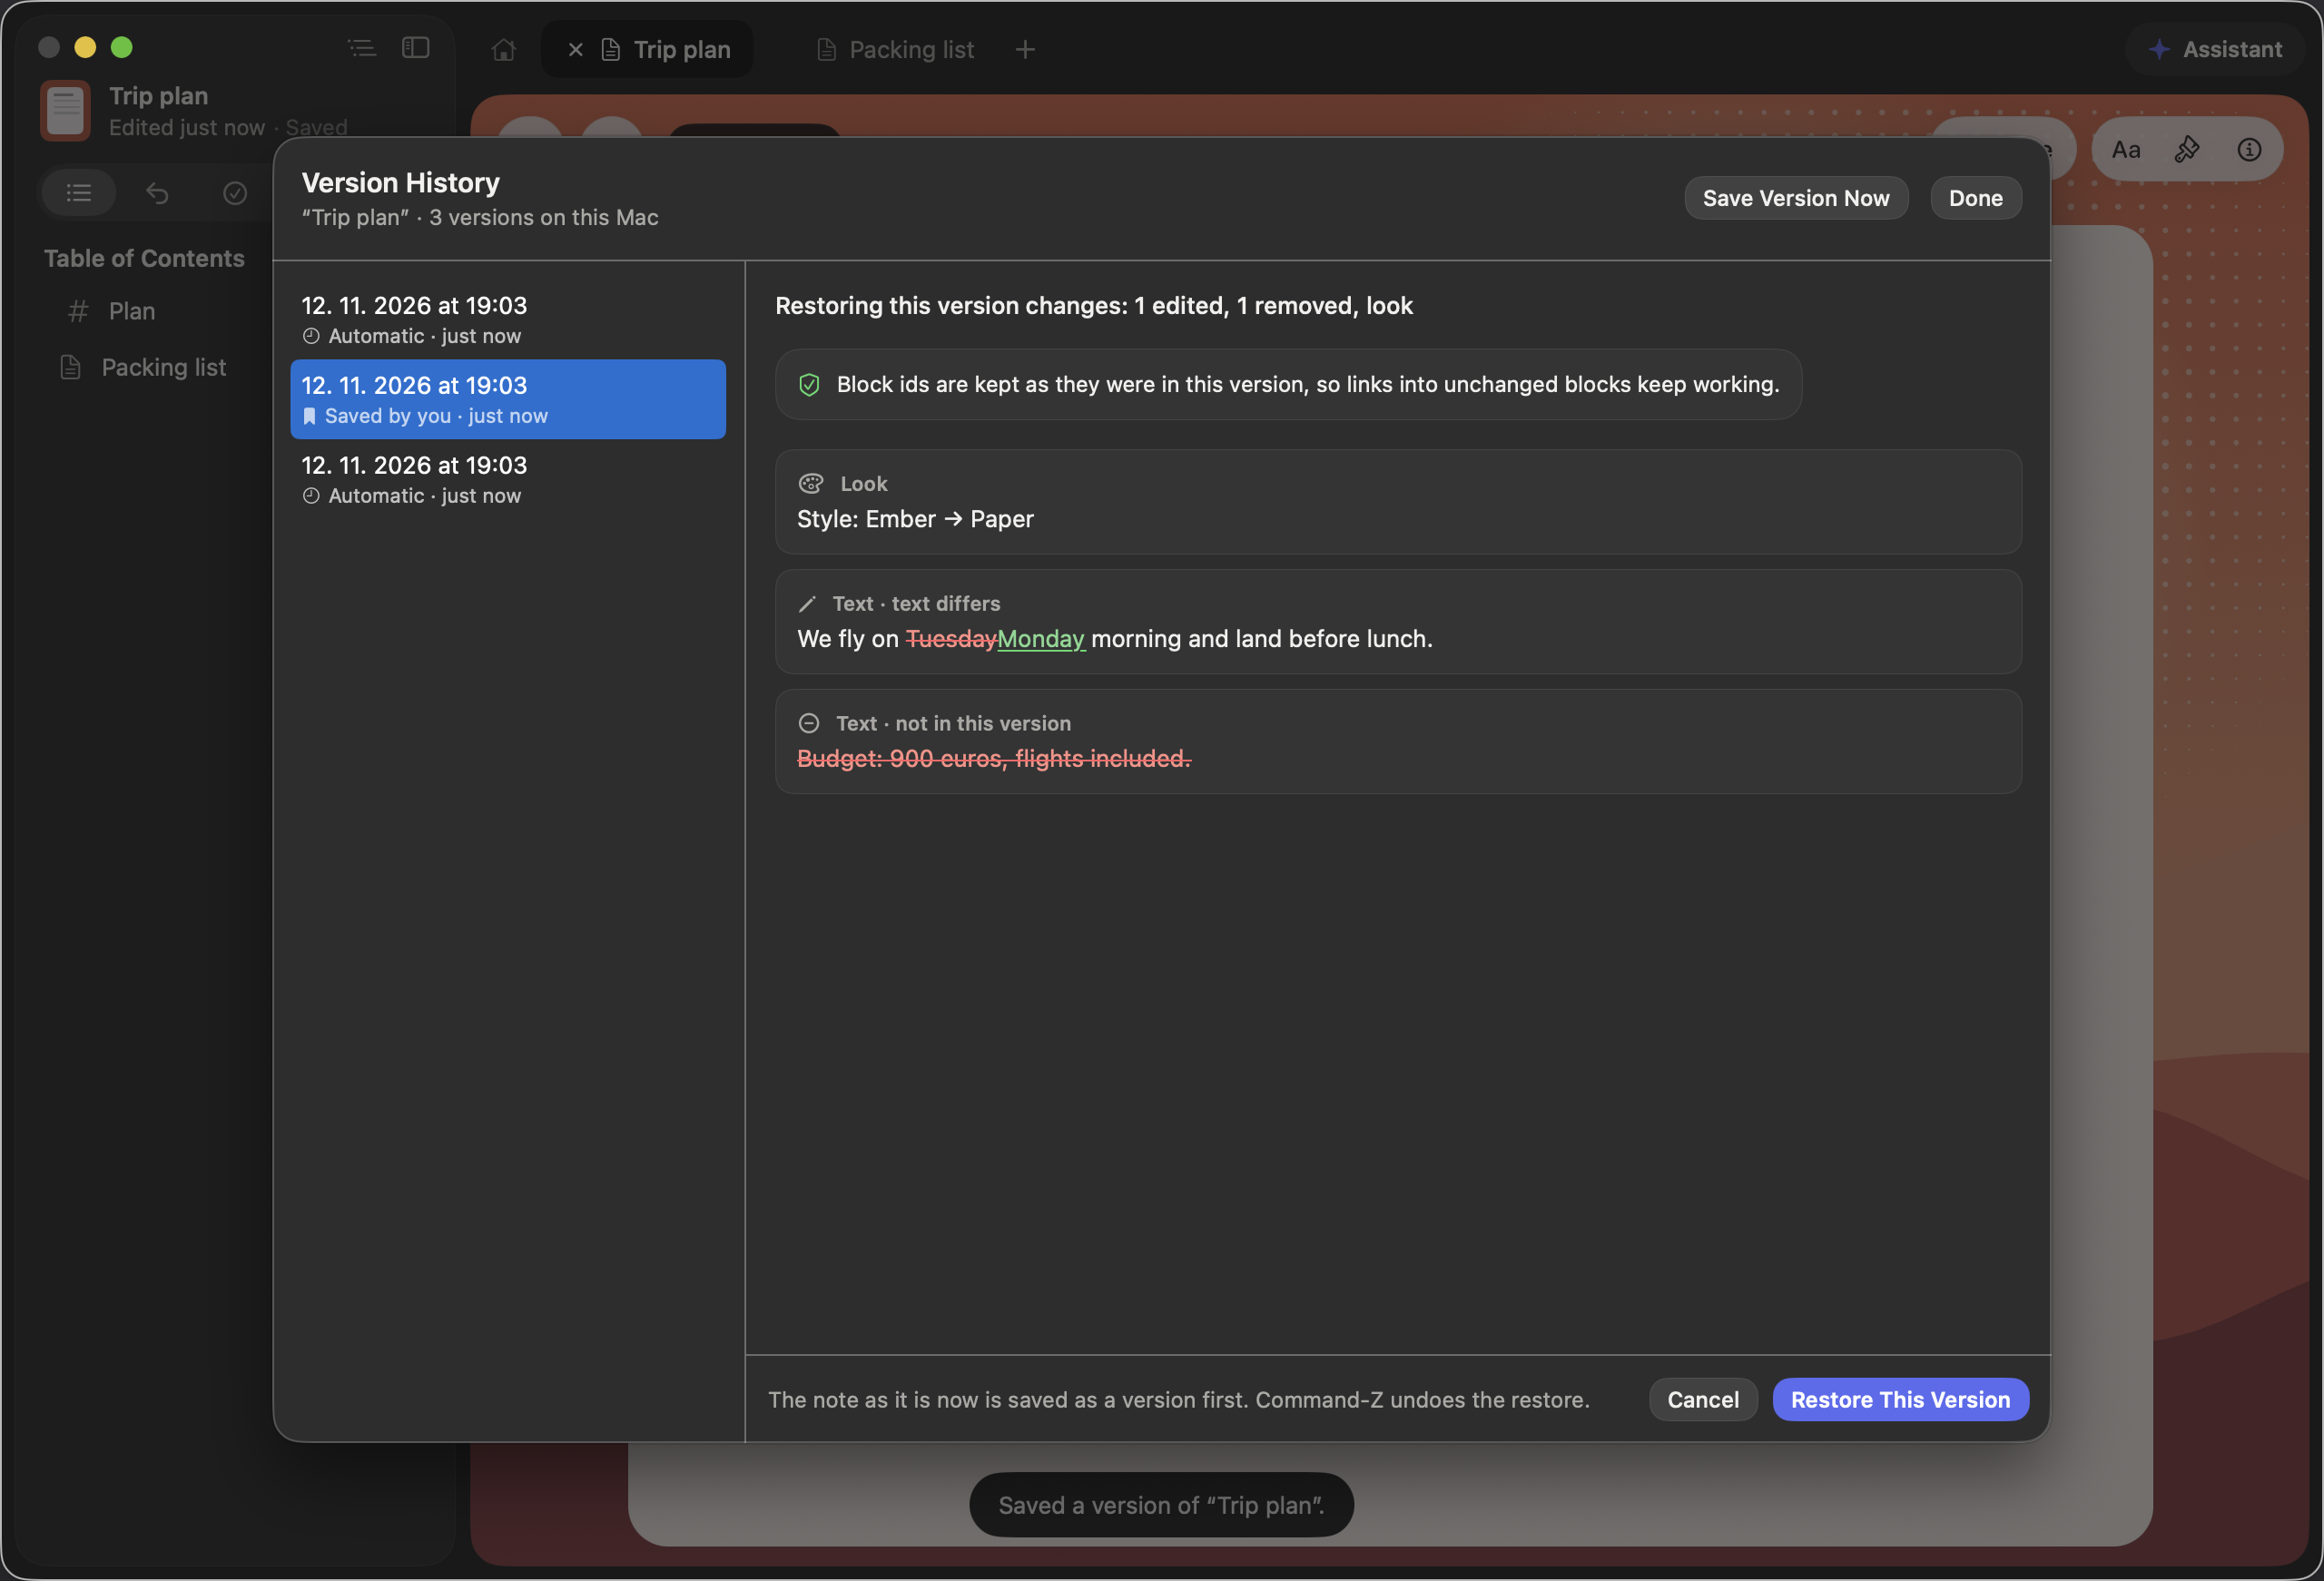 Trip plan
Packing list
Assistant
Trip plan
Edited just now · Saved
Aa
Table of Contents
Plan
Packing list
Version History
“Trip plan” · 3 versions on this Mac
Save Version Now
Done
12. 11. 2026 at 19:03
Automatic · just now
12. 11. 2026 at 19:03
Saved by you · just now
12. 11. 2026 at 19:03
Automatic · just now
Restoring this version changes: 1 edited, 1 removed, look
Block ids are kept as they were in this version, so links into unchanged blocks keep working.
Look
Style: Ember → Paper
Text · text differs
We fly on TuesdayMonday morning and land before lunch.
Text · not in this version
Budget: 900 euros, flights included.
The note as it is now is saved as a version first. Command-Z undoes the restore.
Cancel
Restore This Version
Saved a version of “Trip plan”.